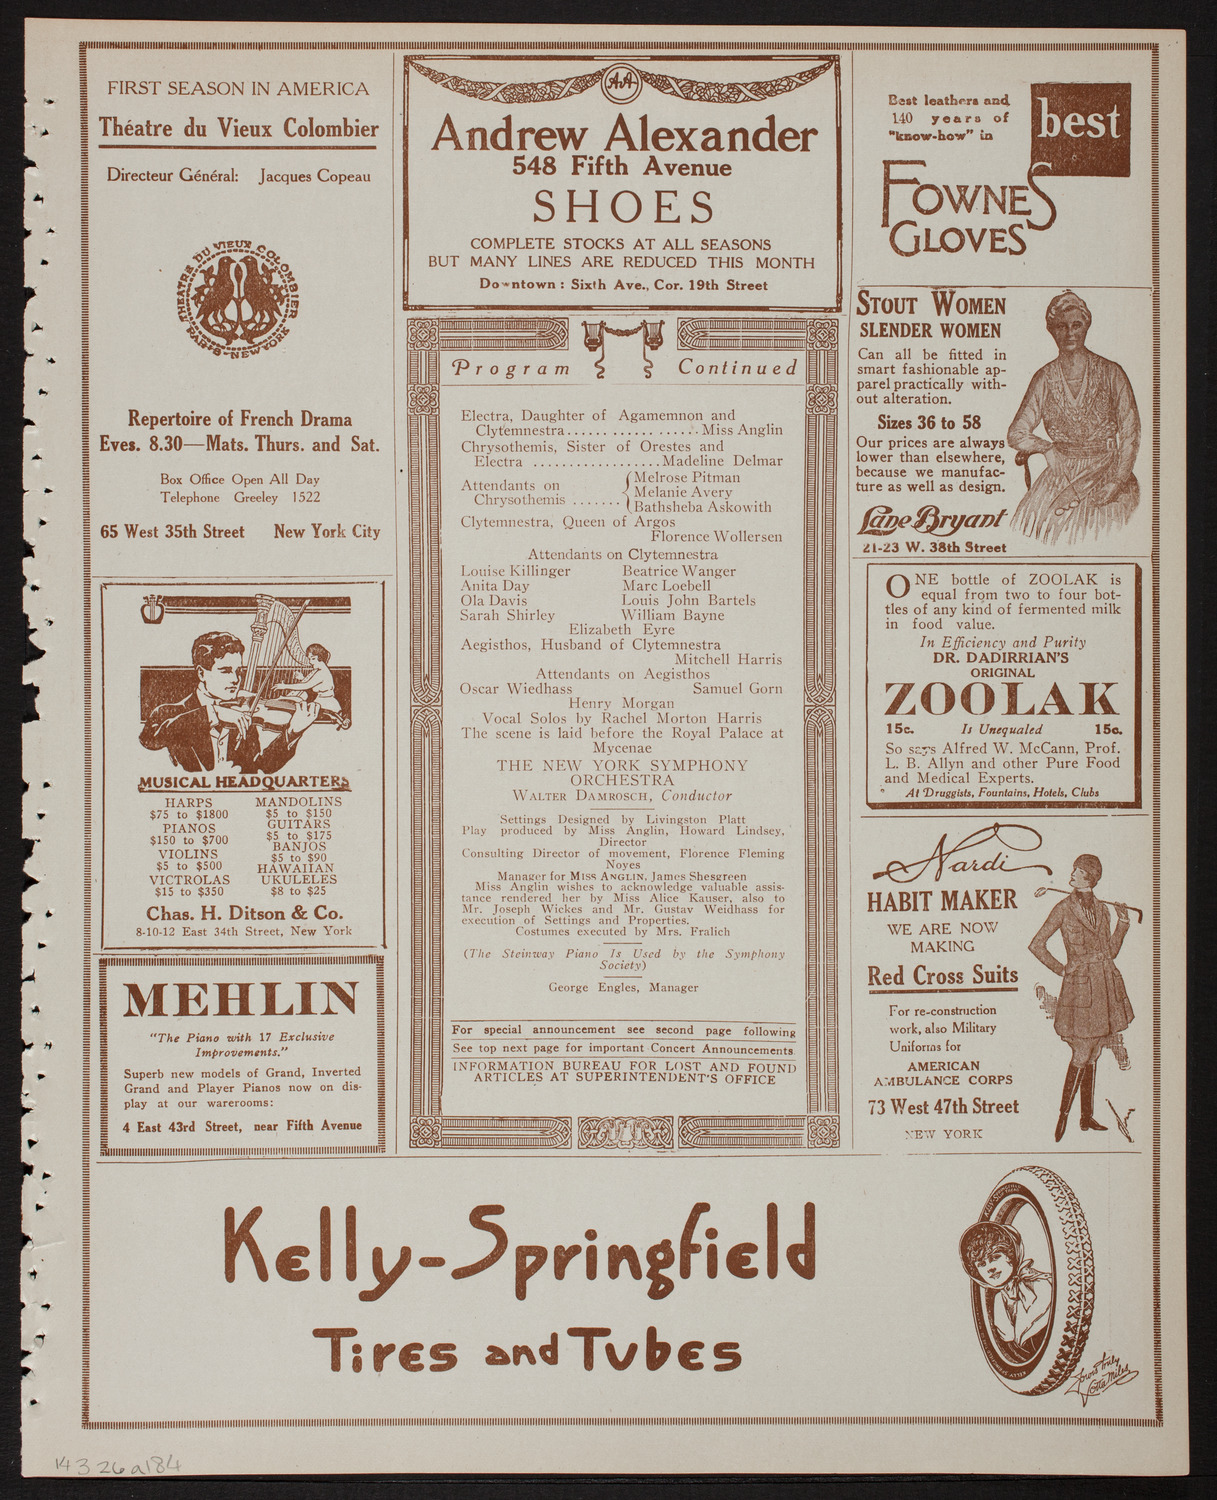 FIRST SEASON IN AMERICA
Théatre du Vieux Colombier
Directeur Général: Jacques Copeau
THEATRE DU VIEUX COLOMBIER
PARIS-NEW YORK
Repertoire of French Drama
Eves. 8.30—Mats. Thurs. and Sat.
Box Office Open All Day
Telephone Greeley 1522
65 West 35th Street New York City
MUSICAL HEADQUARTERS
HARPS
$75 to $1800
PIANOS
$150 to $700
VIOLINS
$5 to $500
VICTROLAS
$15 to $350
MANDOLINS
$5 to $150
GUITARS
$5 to $175
BANJOS
$5 to $90
HAWAIIAN
UKULELES
$8 to $25
Chas. H. Ditson & Co.
8-10-12 East 34th Street, New York
MEHLIN
"The Piano with 17 Exclusive
Improvements."
Superb new models of Grand, Inverted
Grand and Player Pianos now on dis-
play at our warerooms:
4 East 43rd Street, near Fifth Avenue
AA
Andrew Alexander
548 Fifth Avenue
SHOES
COMPLETE STOCKS AT ALL SEASONS
BUT MANY LINES ARE REDUCED THIS MONTH
Downtown: Sixth Ave., Cor. 19th Street
Program Continued
Electra, Daughter of Agamemnon and
Clytemnestra.................Miss Anglin
Chrysothemis, Sister of Orestes and
Electra .................Madeline Delmar
Attendants on
Chrysothemis .......
Melrose Pitman
Melanie Avery
Bathsheba Askowith
Clytemnestra, Queen of Argos
Florence Wollersen
Attendants on Clytemnestra
Louise Killinger Beatrice Wanger
Anita Day Marc Loebell
Ola Davis Louis John Bartels
Sarah Shirley William Bayne
Elizabeth Eyre
Aegisthos, Husband of Clytemnestra
Mitchell Harris
Attendants on Aegisthos
Oscar Wiedhass Samuel Gorn
Henry Morgan
Vocal Solos by Rachel Morton Harris
The scene is laid before the Royal Palace at
Mycenae
THE NEW YORK SYMPHONY
ORCHESTRA
WALTER DAMROSCH, Conductor
Settings Designed by Livingston Platt
Play produced by Miss Anglin, Howard Lindsey,
Director
Consulting Director of movement, Florence Fleming
Noyes
Manager for MISS ANGLIN, James Shesgreen
Miss Anglin wishes to acknowledge valuable assis-
tance rendered her by Miss Alice Kauser, also to
Mr. Joseph Wickes and Mr. Gustav Weidhass for
execution of Settings and Properties.
Costumes executed by Mrs. Fralich
(The Steinway Piano Is Used by the Symphony
Society)
George Engles, Manager
For special announcement see second page following
See top next page for important Concert Announcements.
INFORMATION BUREAU FOR LOST AND FOUND
ARTICLES AT SUPERINTENDENT'S OFFICE
Best leathers and
140 years of
"know-how" in
best
FOWNES
GLOVES
STOUT WOMEN
SLENDER WOMEN
Can all be fitted in
smart fashionable ap-
parel practically with-
out alteration.
Sizes 36 to 58
Our prices are always
lower than elsewhere,
because we manufac-
ture as well as design.
Lane Bryant
21-23 W. 38th Street
ONE bottle of ZOOLAK is
equal from two to four bot-
tles of any kind of fermented milk
in food value.
In Efficiency and Purity
DR. DADIRRIAN'S
ORIGINAL
ZOOLAK
15c. Is Unequaled 15c.
So says Alfred W. McCann, Prof.
L. B. Allyn and other Pure Food
and Medical Experts.
At Druggists, Fountains, Hotels, Clubs
Nardi
HABIT MAKER
WE ARE NOW
MAKING
Red Cross Suits
For re-construction
work, also Military
Uniforms for
AMERICAN
AMBULANCE CORPS
73 West 47th Street
NEW YORK
Kelly-Springfield
Tires and Tubes
Yours truly
Lotta Miles
14326a184